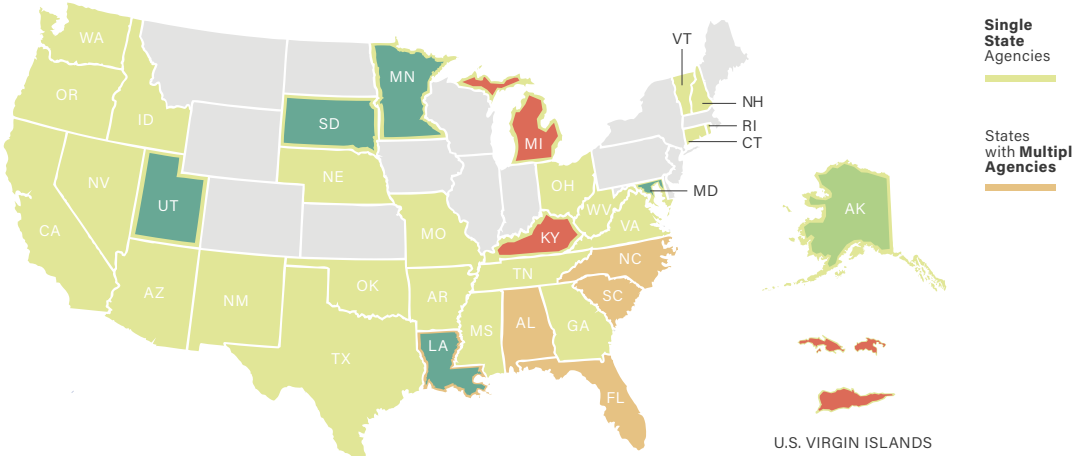 WA
OR
ID
NV
CA
UT
AZ
NM
SD
MN
NE
MO
OK
AR
TX
LA
MS
AL
GA
FL
TN
KY
NC
SC
VA
WV
OH
MI
MD
VT
NH
RI
CT
AK
U.S. VIRGIN ISLANDS
Single
State
Agencies
States
with Multipl
Agencies